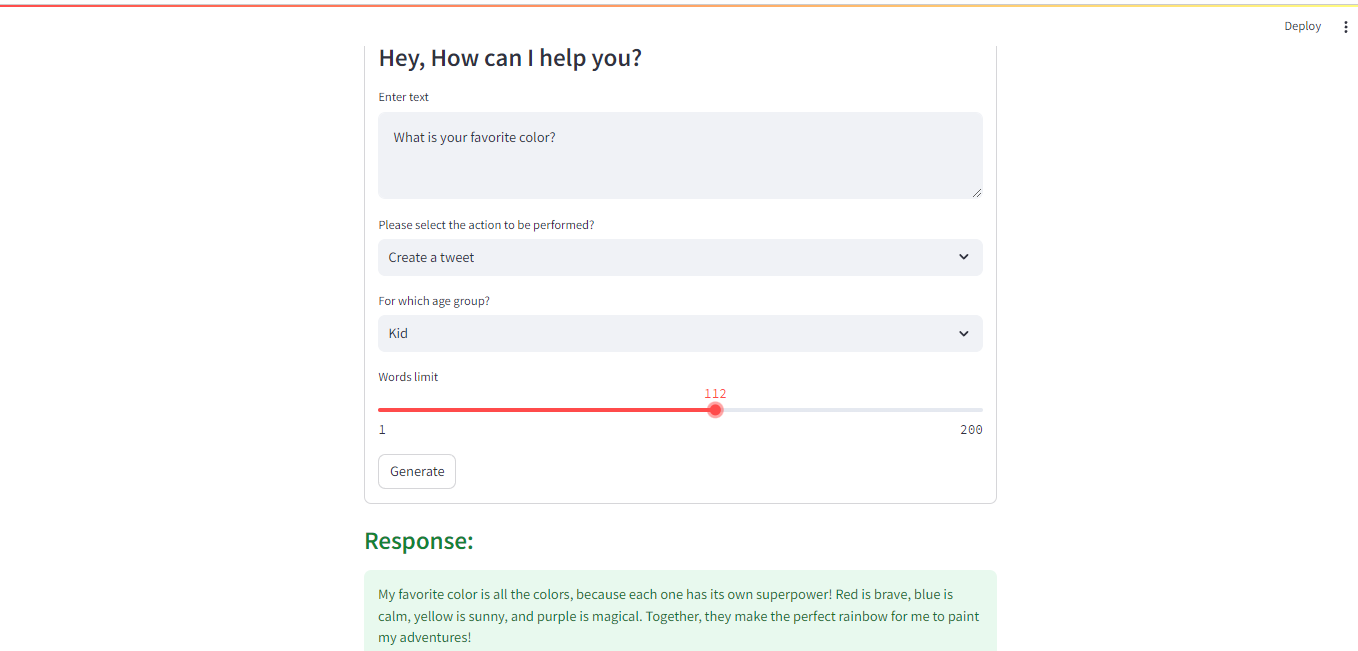 Deploy
Hey, How can I help you?
Enter text
What is your favorite color?
Please select the action to be performed?
Create a tweet
For which age group?
Kid
Words limit
112
1 200
Generate
Response:
My favorite color is all the colors, because each one has its own superpower! Red is brave, blue is
calm, yellow is sunny, and purple is magical. Together, they make the perfect rainbow for me to paint
my adventures!